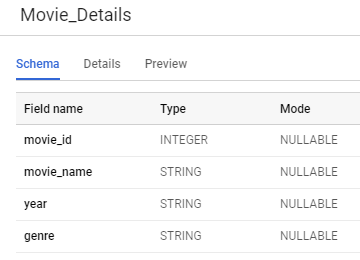 Movie_Details
Schema Details Preview
Field name Type Mode
movie_id INTEGER NULLABLE
movie_name STRING NULLABLE
year STRING NULLABLE
genre STRING NULLABLE